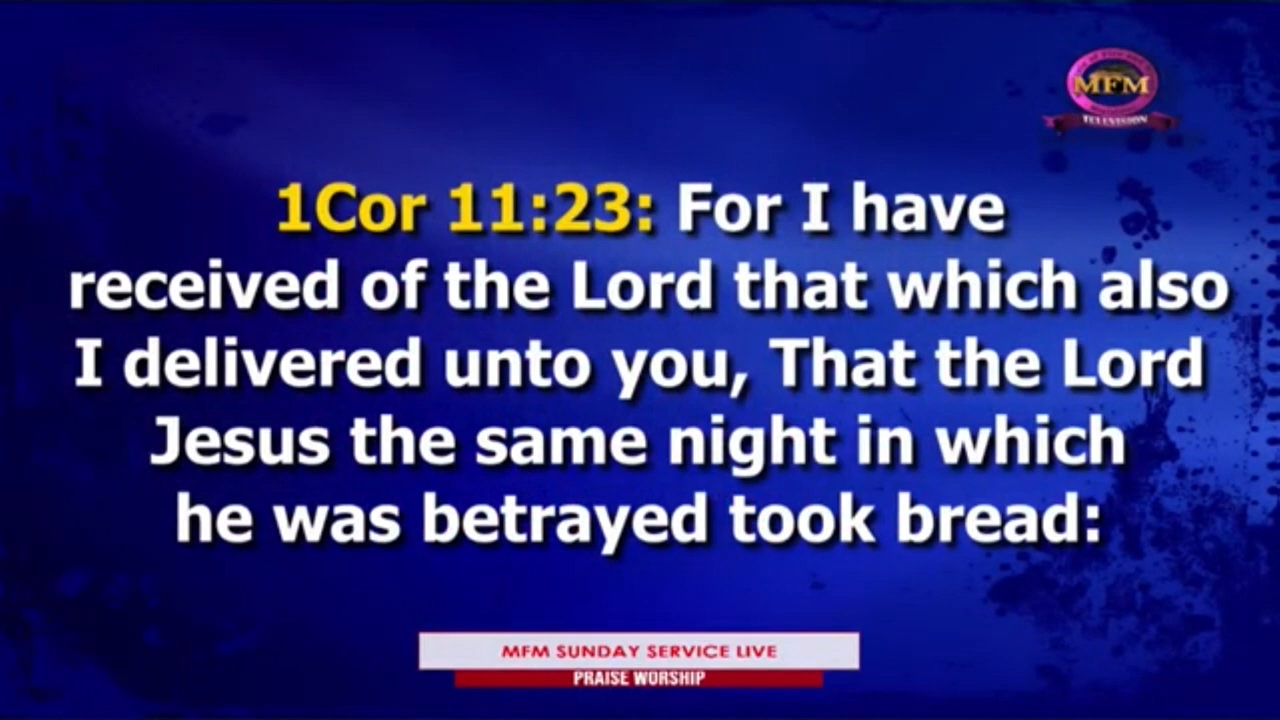 MFM
TELEVISION
1Cor 11:23: For I have
received of the Lord that which also
I delivered unto you, That the Lord
Jesus the same night in which
he was betrayed took bread:
MFM SUNDAY SERVICE LIVE
PRAISE WORSHIP